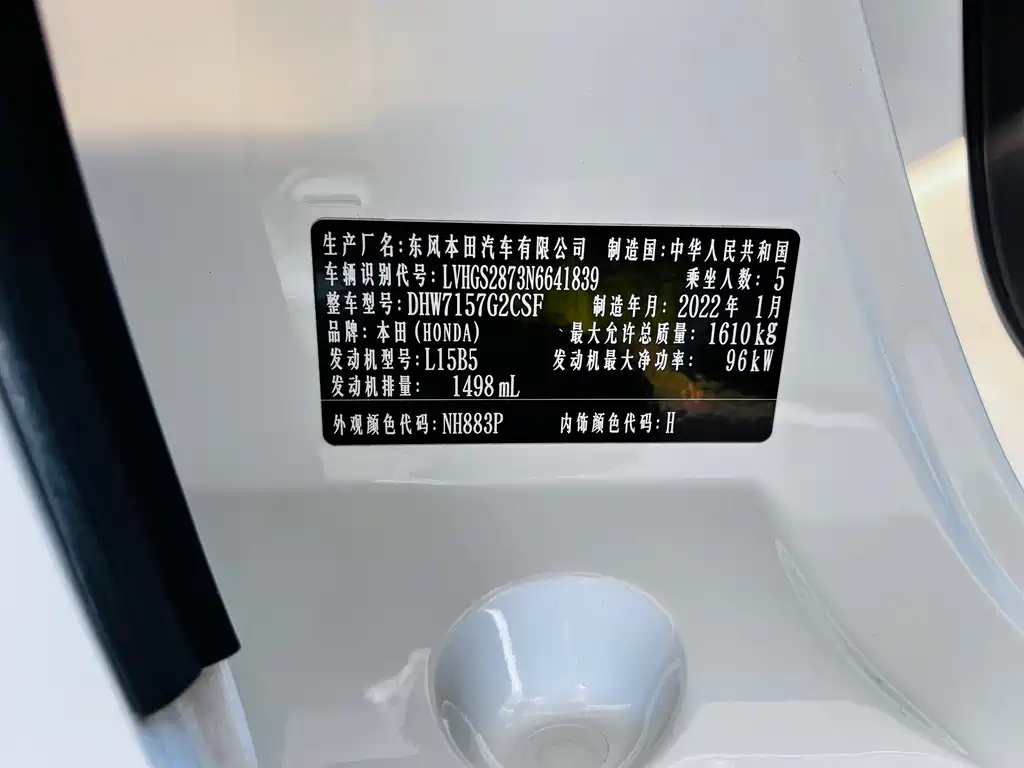 生产厂名:东风本田汽车有限公司 制造国:中华人民共和国
车辆识别代号:LVHGS2873N6641839 乘坐人数:5
整车型号:DHW7157G2CSF 制造年月:2022年 1月
品牌:本田(HONDA) 最大允许总质量:1610kg
发动机型号:L15B5 发动机最大净功率: 96kW
发动机排量: 1498mL
外观颜色代码:NH883P 内饰颜色代码:H